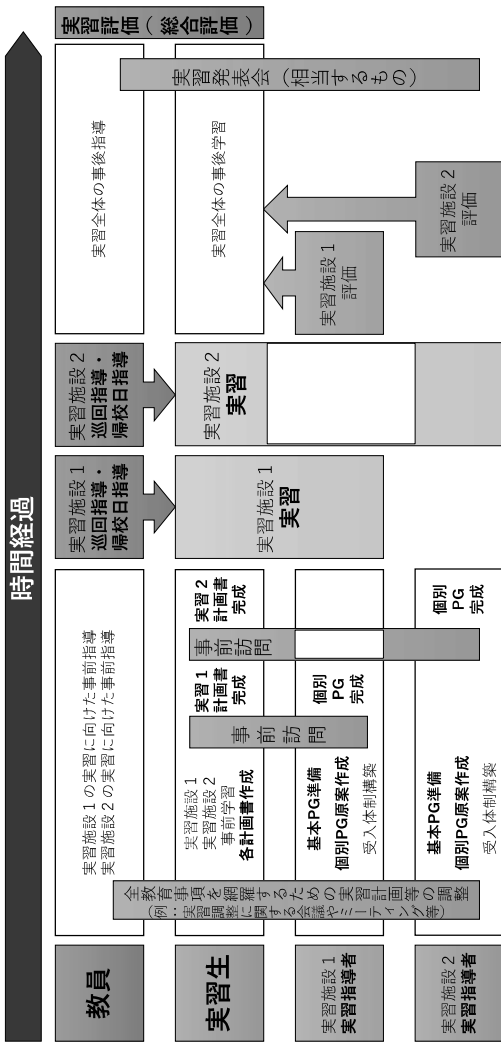 時間経過
教員
実習施設1の実習に向けた事前指導
実習施設2の実習に向けた事前指導
実習施設1
巡回指導・
帰校日指導
実習施設2
巡回指導・
帰校日指導
実習全体の事後指導
実習評価（総合評価）
実習生
全教育事項を網羅するための実習計画等の調整
(例：実習調整に関する会議やミーティング等)
実習施設1
実習施設2
事前学習
各計画書作成
事前訪問
実習1
計画書
完成
事前訪問
実習2
計画書
完成
実習施設1
実習
実習施設2
実習
実習全体の事後学習
実習発表会（相当するもの）
実習施設1
実習指導者
基本PG準備
個別PG原案作成
受入体制構築
個別
PG
完成
実習施設1
評価
実習施設2
実習指導者
基本PG準備
個別PG原案作成
受入体制構築
個別
PG
完成
実習施設2
評価